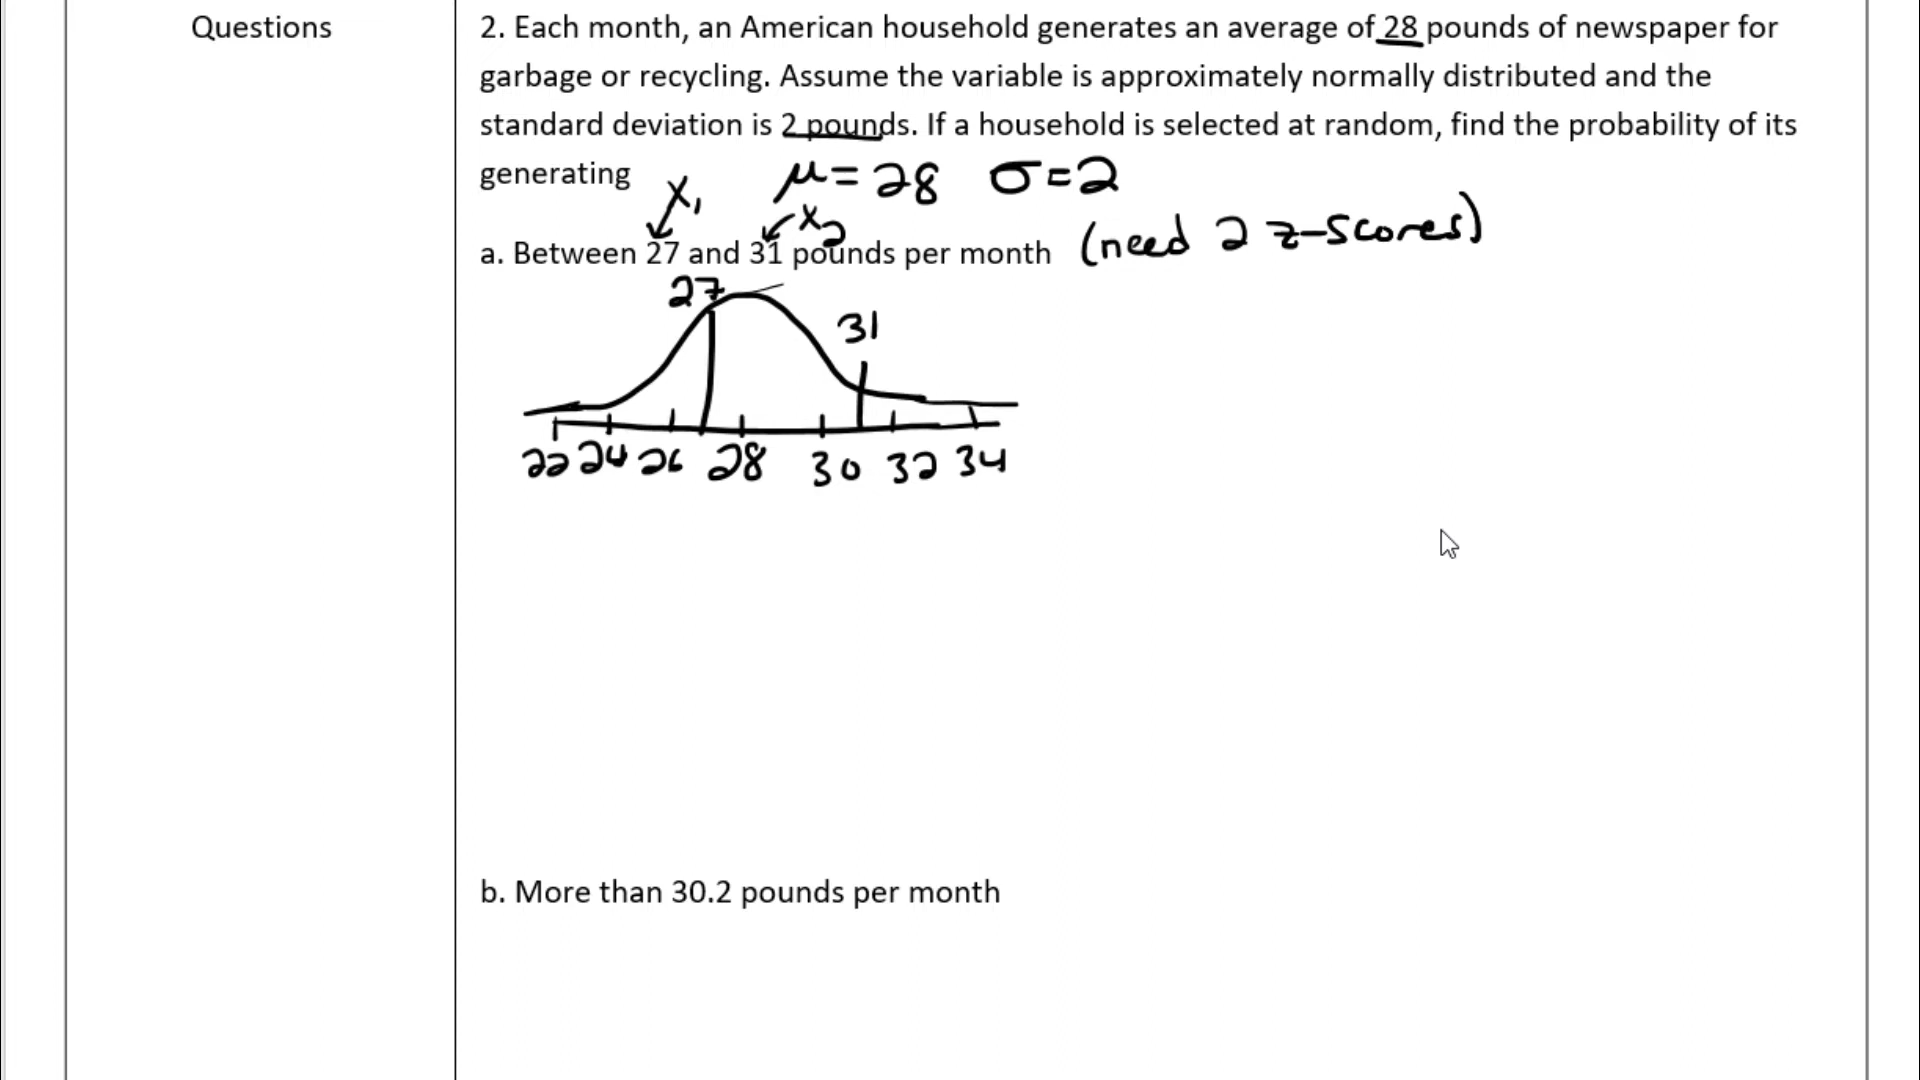 Questions
2. Each month, an American household generates an average of 28 pounds of newspaper for
garbage or recycling. Assume the variable is approximately normally distributed and the
standard deviation is 2 pounds. If a household is selected at random, find the probability of its
generating
μ = 28 σ = 2
x₁
x₂
a. Between 27 and 31 pounds per month (need 2 z-scores)
27
31
22 24 26 28 30 32 34
b. More than 30.2 pounds per month